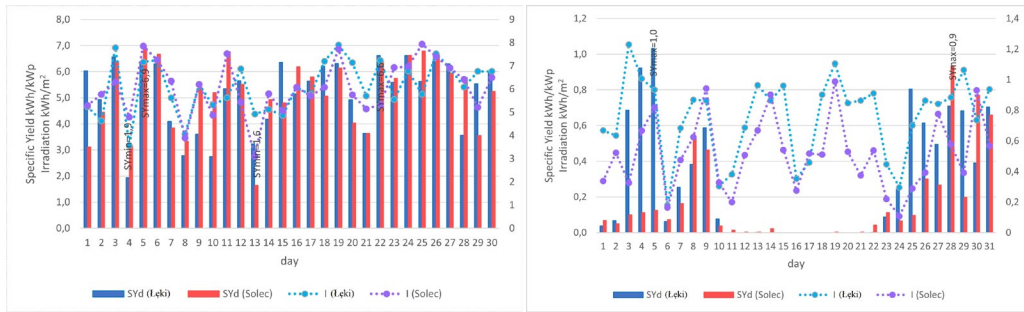 8,0
7,0
6,0
5,0
4,0
3,0
2,0
1,0
0,0
Specific Yield kWh/kWp
Irradiation kWh/m²
9
8
7
6
5
4
3
2
1
0
SYmin=1,9
SYmax=6,9
SYmin=1,6
SYmax=6,6
1 2 3 4 5 6 7 8 9 10 11 12 13 14 15 16 17 18 19 20 21 22 23 24 25 26 27 28 29 30
day
SYd (Łęki) SYd (Solec) I (Łęki) I (Solec)
1,2
1,0
0,8
0,6
0,4
0,2
0,0
Specific Yield kWh/kWp
Irradiation kWh/m²
1,4
1,2
1
0,8
0,6
0,4
0,2
0
SYmax=1,0
SYmax=0,9
1 2 3 4 5 6 7 8 9 10 11 12 13 14 15 16 17 18 19 20 21 22 23 24 25 26 27 28 29 30 31
day
SYd (Łęki) SYd (Solec) I (Łęki) I (Solec)